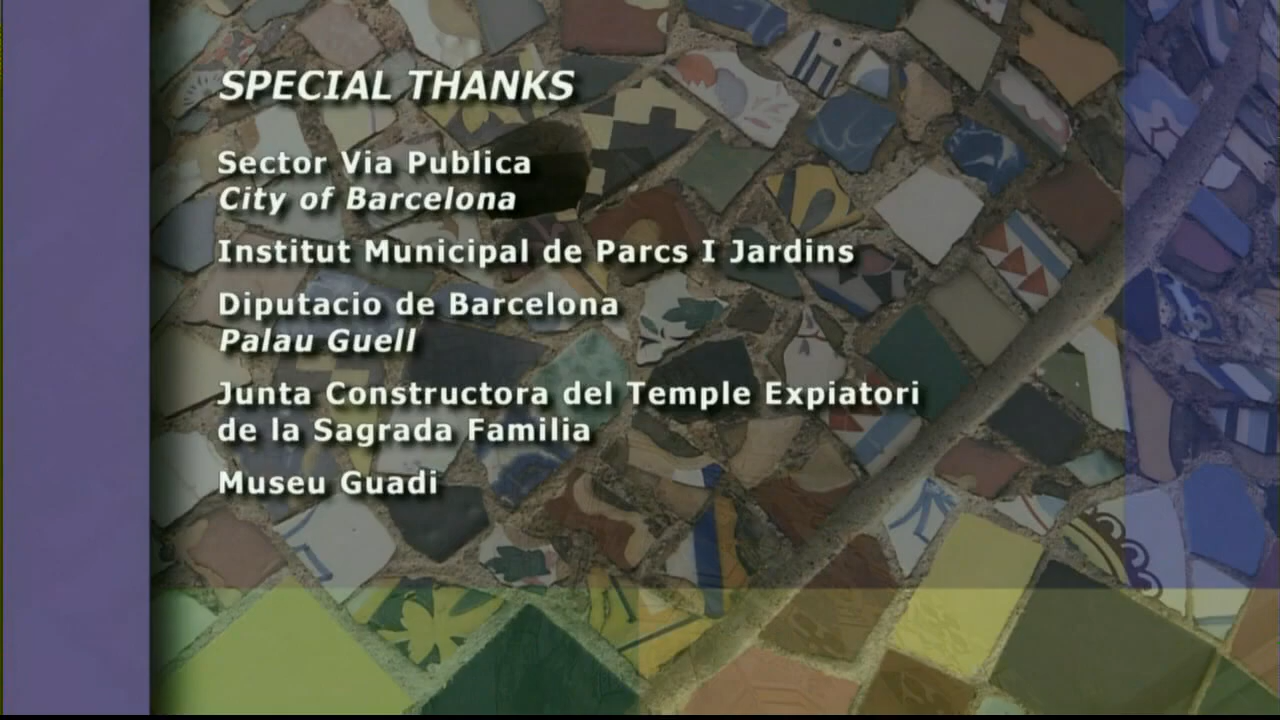 SPECIAL THANKS
Sector Via Publica
City of Barcelona
Institut Municipal de Parcs I Jardins
Diputacio de Barcelona
Palau Guell
Junta Constructora del Temple Expiatori
de la Sagrada Familia
Museu Guadi